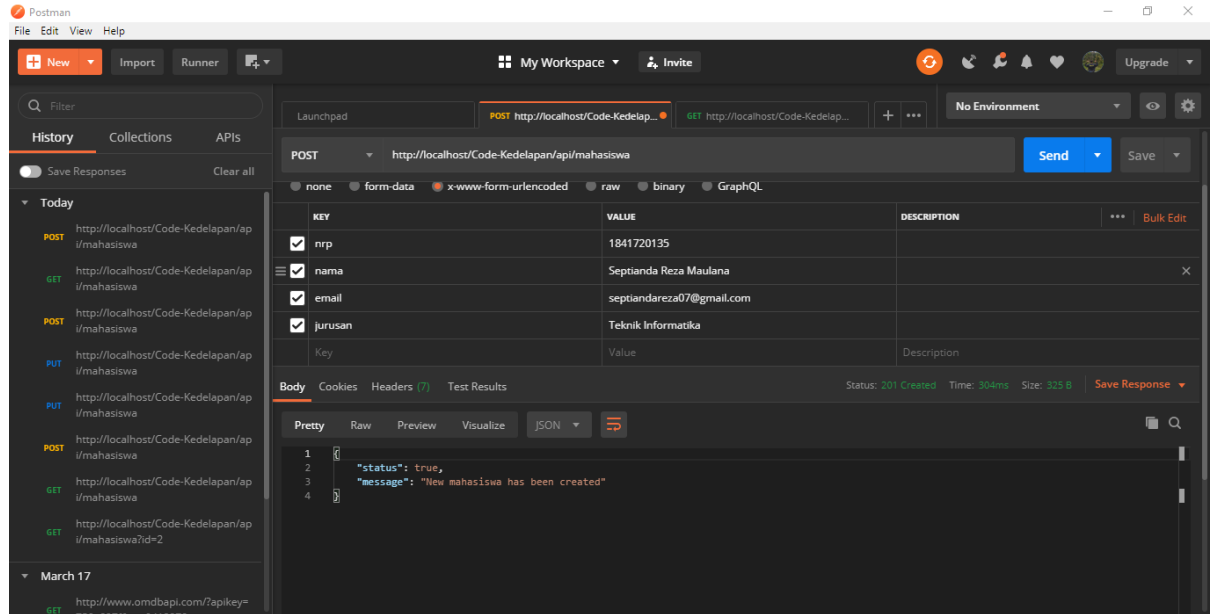 Postman
File Edit View Help
New Import Runner My Workspace Invite Upgrade
Filter
History Collections APIs
Save Responses Clear all
Today
POST http://localhost/Code-Kedelapan/ap
i/mahasiswa
GET http://localhost/Code-Kedelapan/ap
i/mahasiswa
POST http://localhost/Code-Kedelapan/ap
i/mahasiswa
PUT http://localhost/Code-Kedelapan/ap
i/mahasiswa
PUT http://localhost/Code-Kedelapan/ap
i/mahasiswa
POST http://localhost/Code-Kedelapan/ap
i/mahasiswa
GET http://localhost/Code-Kedelapan/ap
i/mahasiswa
GET http://localhost/Code-Kedelapan/ap
i/mahasiswa?id=2
March 17
GET http://www.omdbapi.com/?apikey=
Launchpad POST http://localhost/Code-Kedelap... GET http://localhost/Code-Kedelap... No Environment
POST http://localhost/Code-Kedelapan/api/mahasiswa Send Save
none form-data x-www-form-urlencoded raw binary GraphQL
KEY VALUE DESCRIPTION Bulk Edit
nrp 1841720135
nama Septianda Reza Maulana
email septiandareza07@gmail.com
jurusan Teknik Informatika
Key Value Description
Body Cookies Headers (7) Test Results Status: 201 Created Time: 304ms Size: 325 B Save Response
Pretty Raw Preview Visualize JSON
1 {
2 "status": true,
3 "message": "New mahasiswa has been created"
4 }